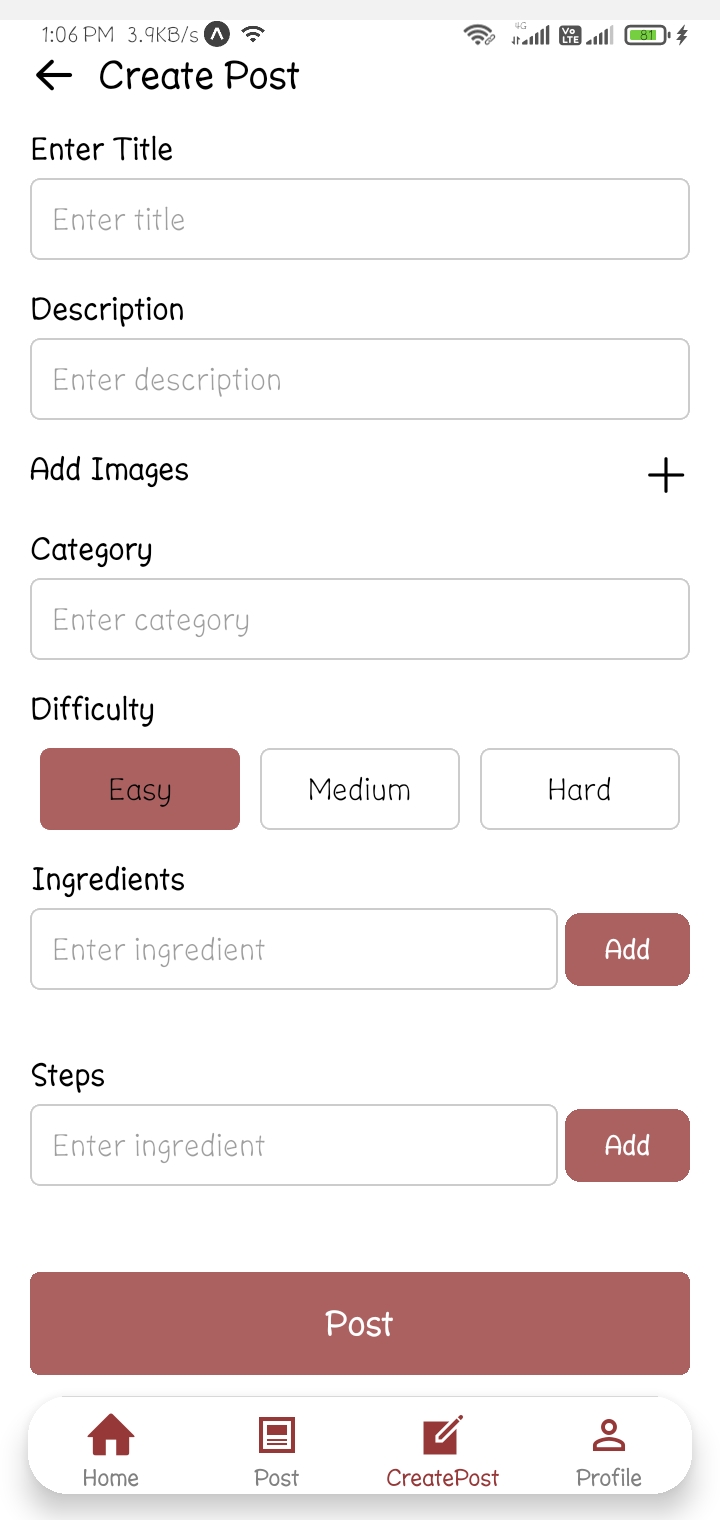 1:06 PM 3.9KB/s 4G Vo LTE 81
Create Post
Enter Title
Enter title
Description
Enter description
Add Images
Category
Enter category
Difficulty
Easy Medium Hard
Ingredients
Enter ingredient Add
Steps
Enter ingredient Add
Post
Home Post CreatePost Profile